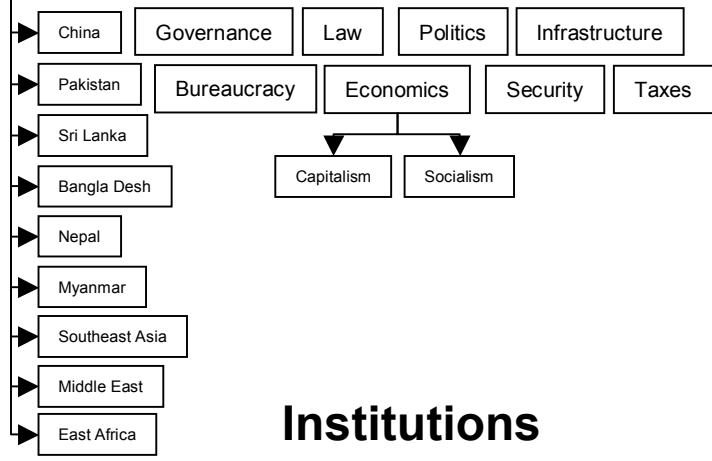 China
Governance
Law
Politics
Infrastructure
Pakistan
Bureaucracy
Economics
Security
Taxes
Sri Lanka
Capitalism
Socialism
Bangla Desh
Nepal
Myanmar
Southeast Asia
Middle East
East Africa
Institutions